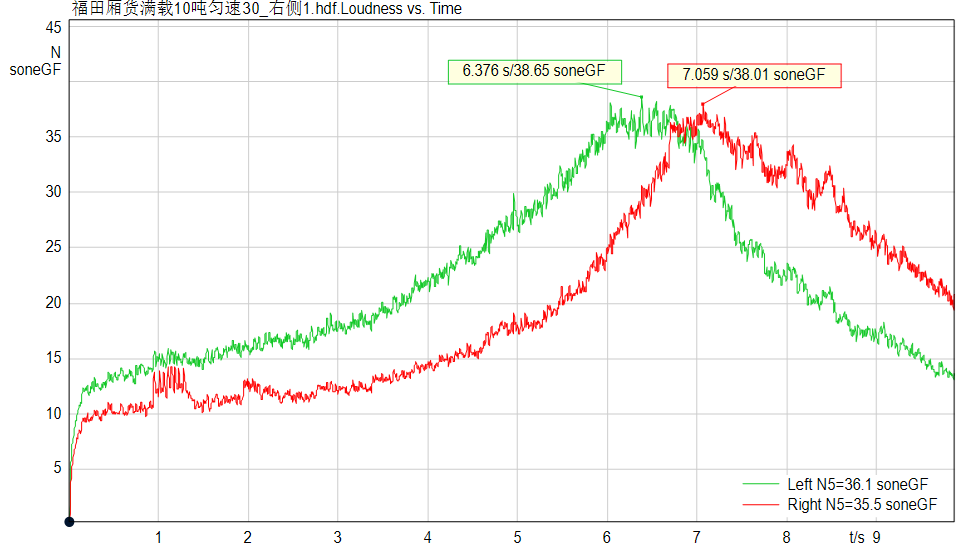 福田厢货满载10吨匀速30_右侧1.hdf.Loudness vs. Time
45
N
soneGF
35
30
25
20
15
10
5
6.376 s/38.65 soneGF
7.059 s/38.01 soneGF
Left N5=36.1 soneGF
Right N5=35.5 soneGF
1 2 3 4 5 6 7 8 t/s 9